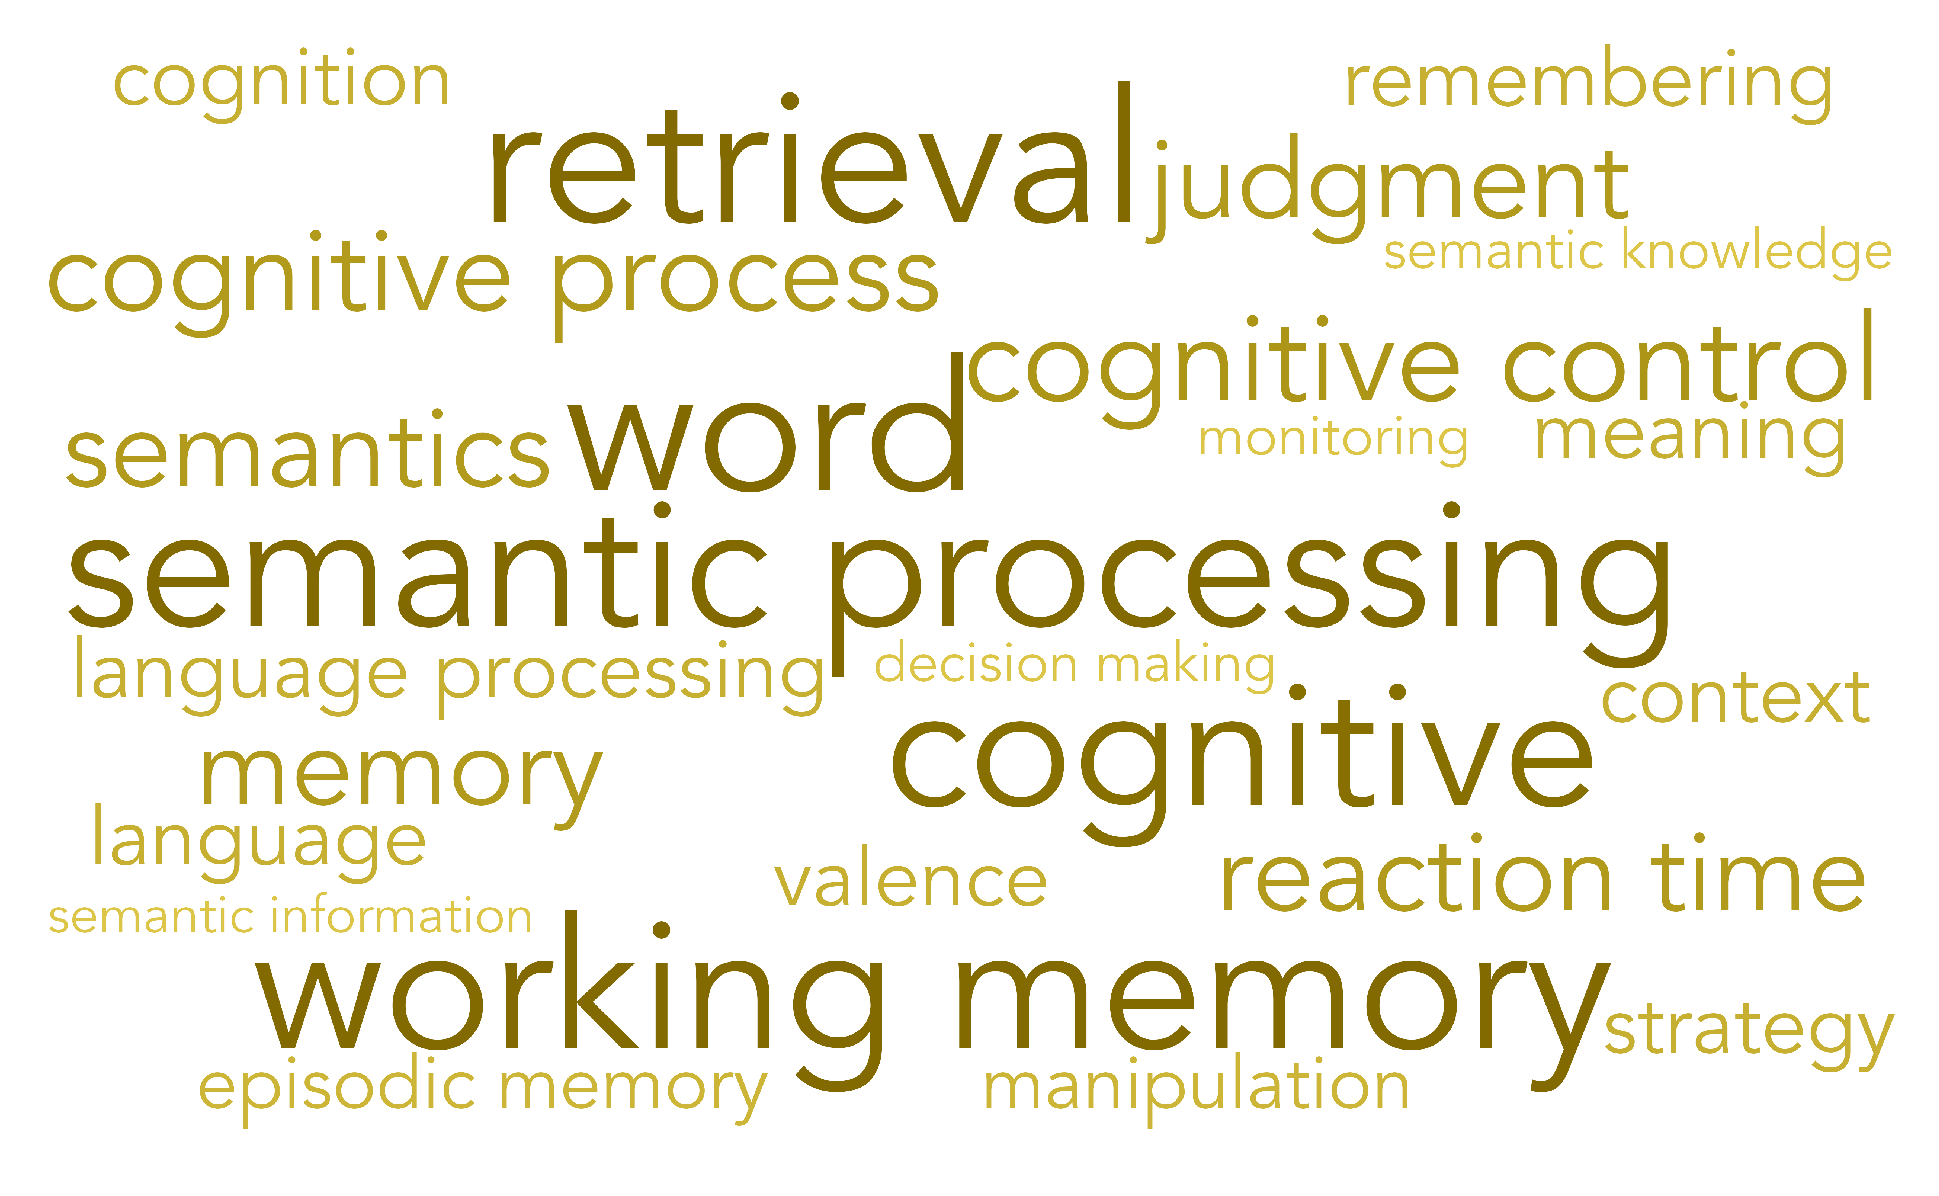 cognition
remembering
retrieval
judgment
semantic knowledge
cognitive process
cognitive control
word
semantics
monitoring
meaning
semantic processing
language processing
decision making
context
cognitive
memory
language
valence
reaction time
semantic information
working memory
strategy
episodic memory
manipulation